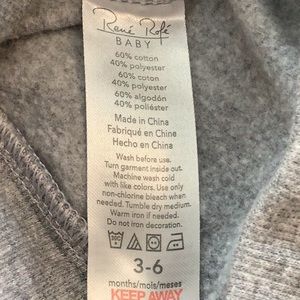 René Rofé
BABY
60% cotton
40% polyester
60% coton
40% polyester
60% algodón
40% poliéster
Made in China
Fabriqué en Chine
Hecho en China
Wash before use.
Turn garment inside out.
Machine wash cold
with like colors. Use only
non-chlorine bleach when
needed. Tumble dry medium.
Warm iron if needed.
Do not iron decoration.
3-6
months/mois/meses
KEEP AWAY